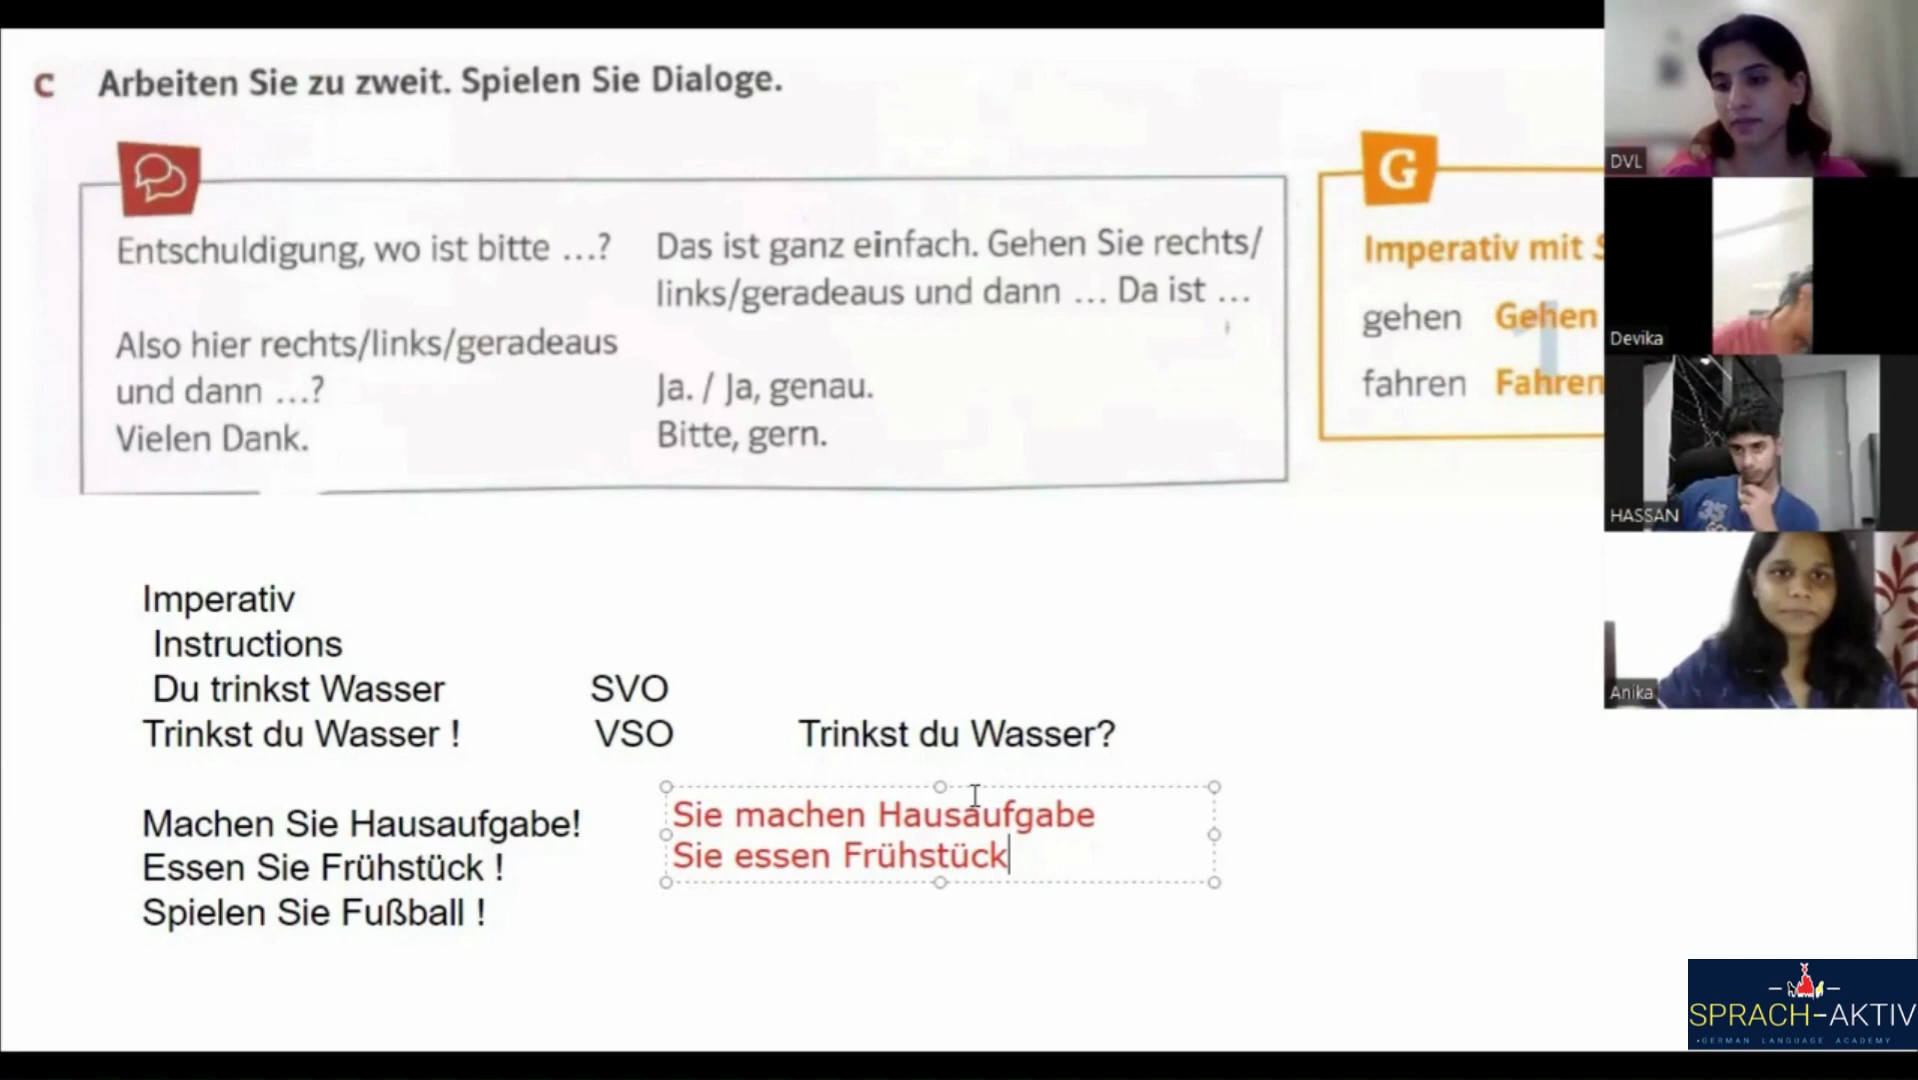 C Arbeiten Sie zu zweit. Spielen Sie Dialoge.
Entschuldigung, wo ist bitte ...?
Also hier rechts/links/geradeaus
und dann ...?
Vielen Dank.
Das ist ganz einfach. Gehen Sie rechts/
links/geradeaus und dann ... Da ist ...
Ja. / Ja, genau.
Bitte, gern.
G
Imperativ mit S
gehen Gehen
fahren Fahren
Imperativ
Instructions
Du trinkst Wasser SVO
Trinkst du Wasser ! VSO Trinkst du Wasser?
Machen Sie Hausaufgabe!
Essen Sie Frühstück !
Spielen Sie Fußball !
Sie machen Hausaufgabe
Sie essen Frühstück
DVL
Devika
HASSAN
Anika
SPRACH-AKTIV
GERMAN LANGUAGE ACADEMY